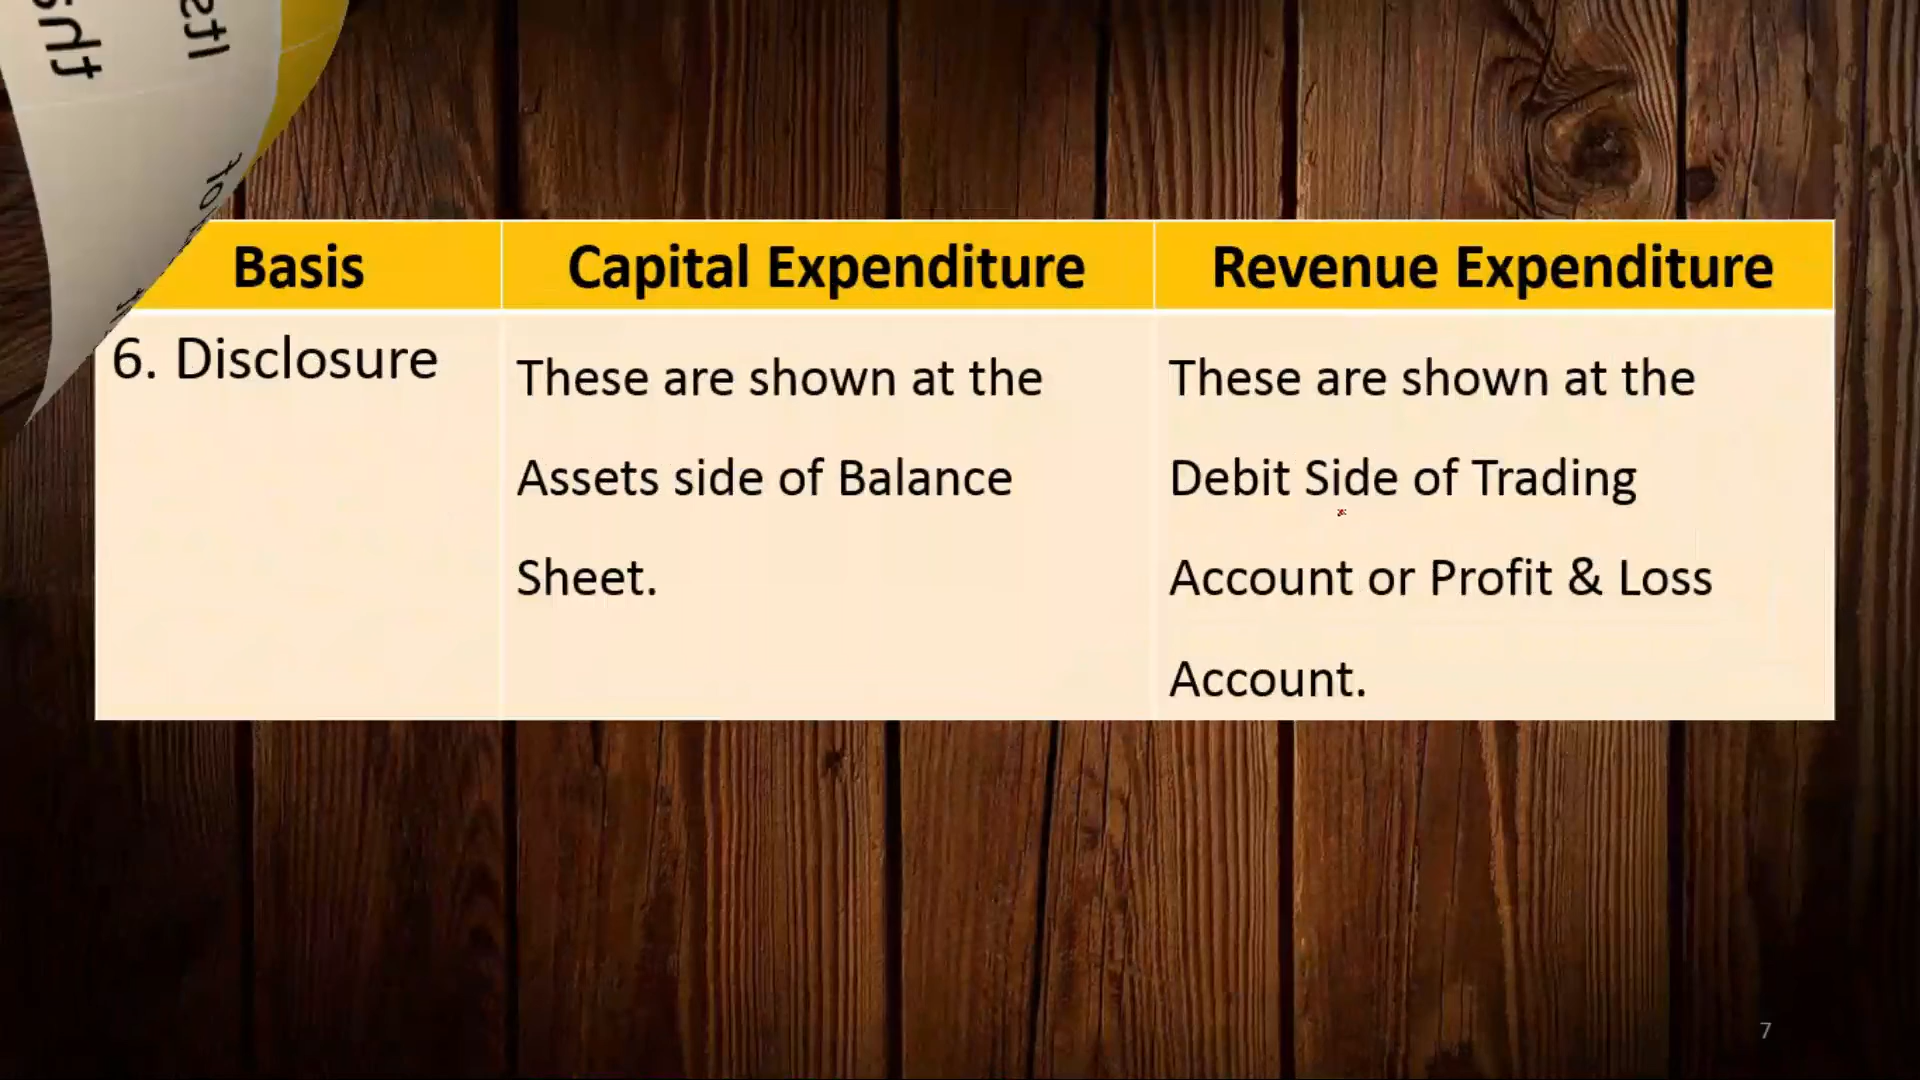 Basis Capital Expenditure Revenue Expenditure
6. Disclosure
These are shown at the
Assets side of Balance
Sheet.
These are shown at the
Debit Side of Trading
Account or Profit & Loss
Account.
7